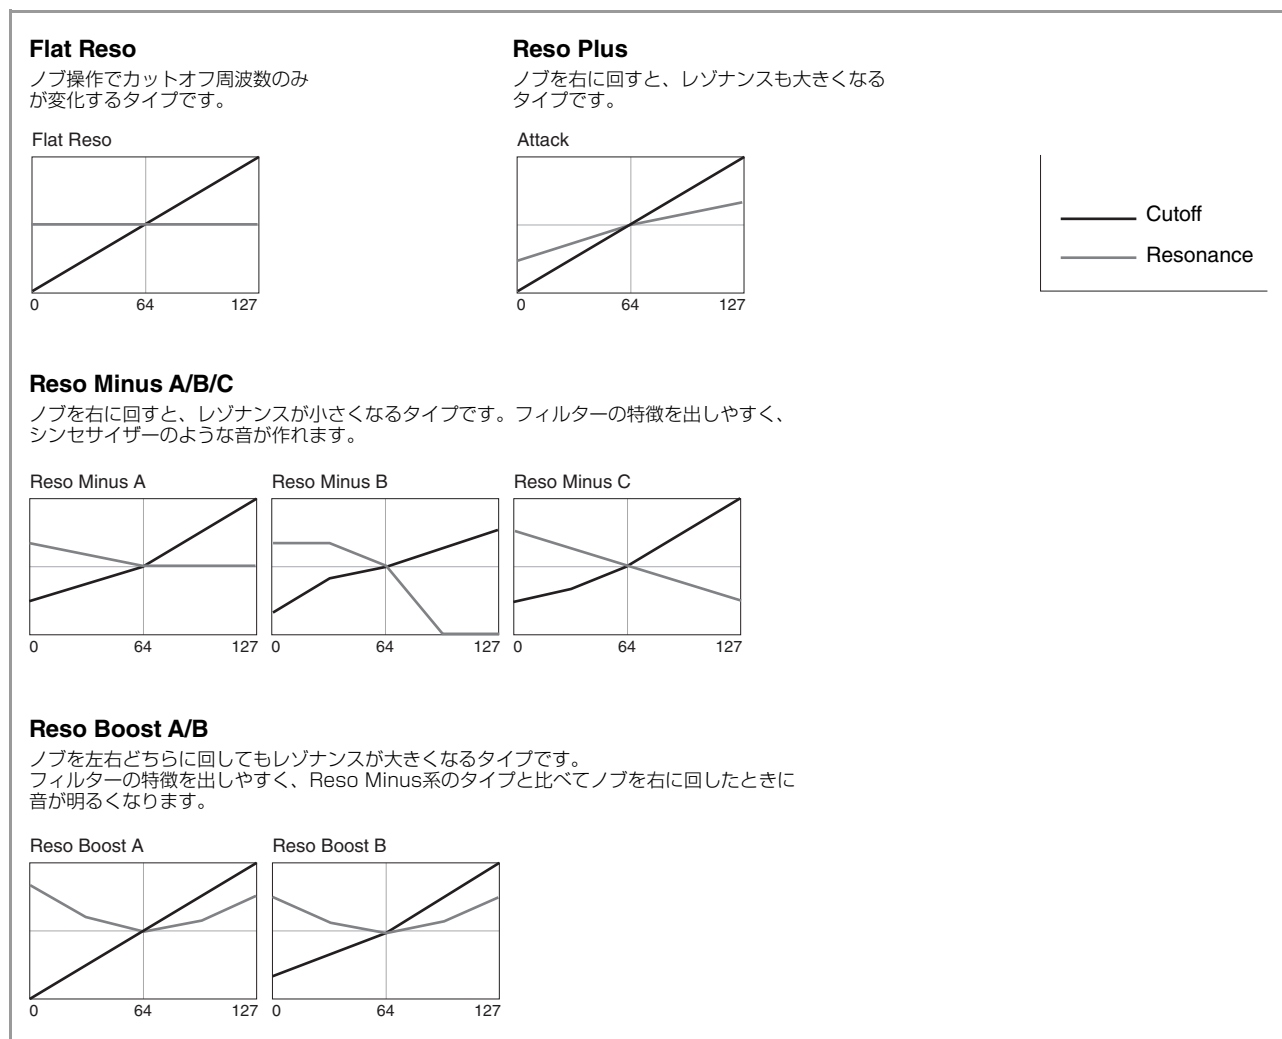 Flat Reso
ノブ操作でカットオフ周波数のみ
が変化するタイプです。
Flat Reso
0 64 127
Reso Plus
ノブを右に回すと、レゾナンスも大きくなる
タイプです。
Attack
0 64 127
Cutoff
Resonance
Reso Minus A/B/C
ノブを右に回すと、レゾナンスが小さくなるタイプです。フィルターの特徴を出しやすく、
シンセサイザーのような音が作れます。
Reso Minus A
0 64 127
Reso Minus B
0 64 127
Reso Minus C
0 64 127
Reso Boost A/B
ノブを左右どちらに回してもレゾナンスが大きくなるタイプです。
フィルターの特徴を出しやすく、Reso Minus系のタイプと比べてノブを右に回したときに
音が明るくなります。
Reso Boost A
0 64 127
Reso Boost B
0 64 127